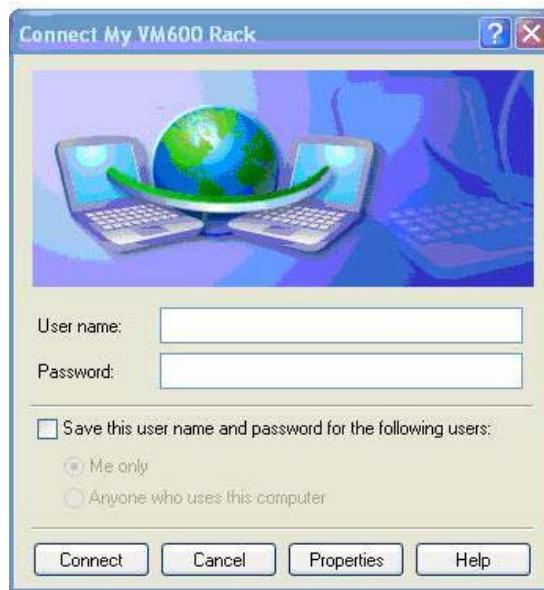 Connect My VM600 Rack
User name:
Password:
Save this user name and password for the following users:
Me only
Anyone who uses this computer
Connect Cancel Properties Help